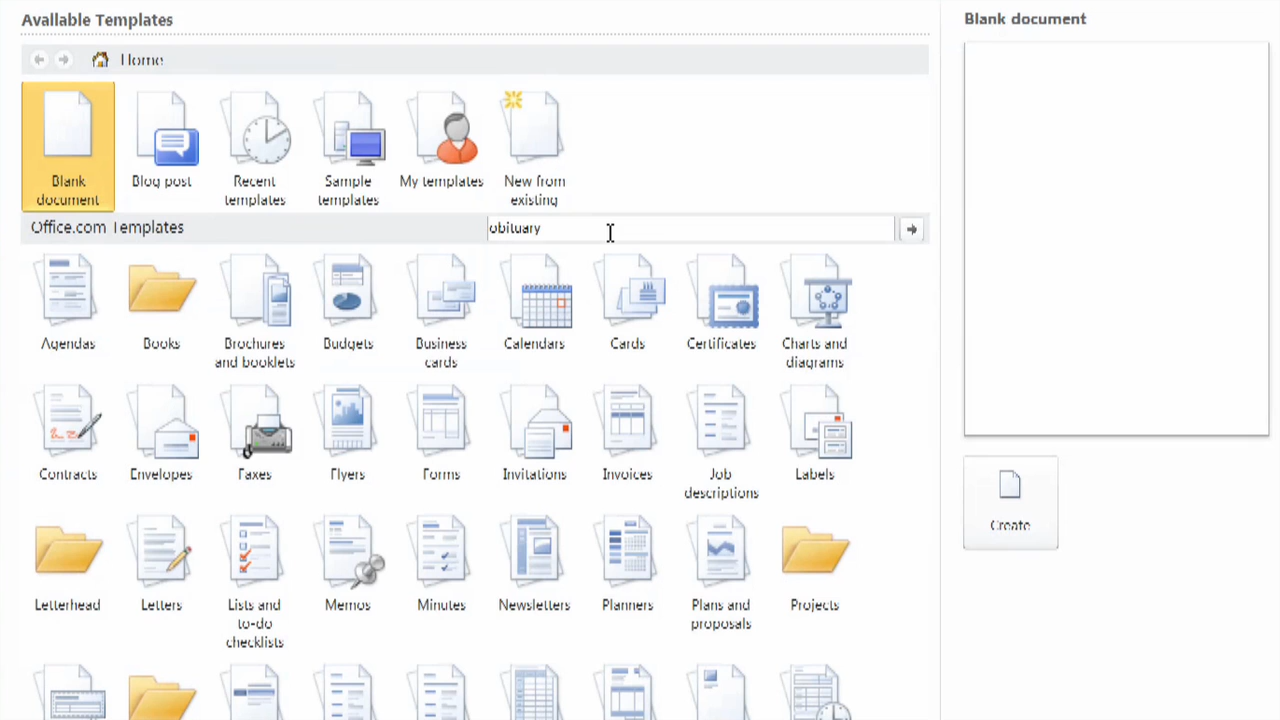 Available Templates
Blank document
Home
Blank document
Blog post
Recent templates
Sample templates
My templates
New from existing
Office.com Templates
obituary
Agendas
Books
Brochures and booklets
Budgets
Business cards
Calendars
Cards
Certificates
Charts and diagrams
Contracts
Envelopes
Faxes
Flyers
Forms
Invitations
Invoices
Job descriptions
Labels
Create
Letterhead
Letters
Lists and to-do checklists
Memos
Minutes
Newsletters
Planners
Plans and proposals
Projects